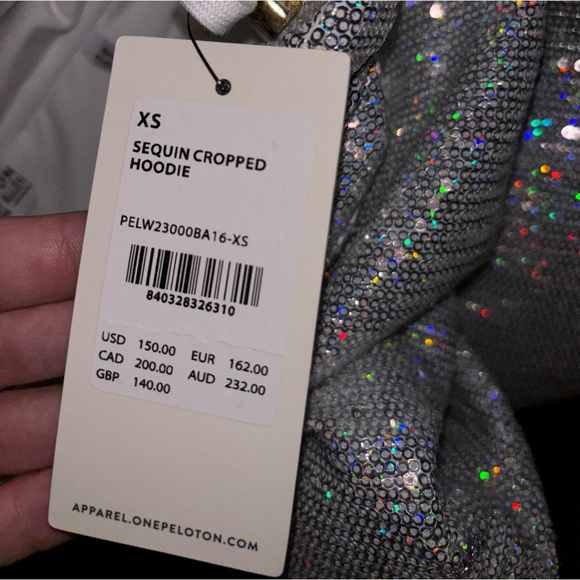 XS
SEQUIN CROPPED
HOODIE
PELW23000BA16-XS
840328326310
USD 150.00 EUR 162.00
CAD 200.00 AUD 232.00
GBP 140.00
APPAREL.ONEPELOTON.COM